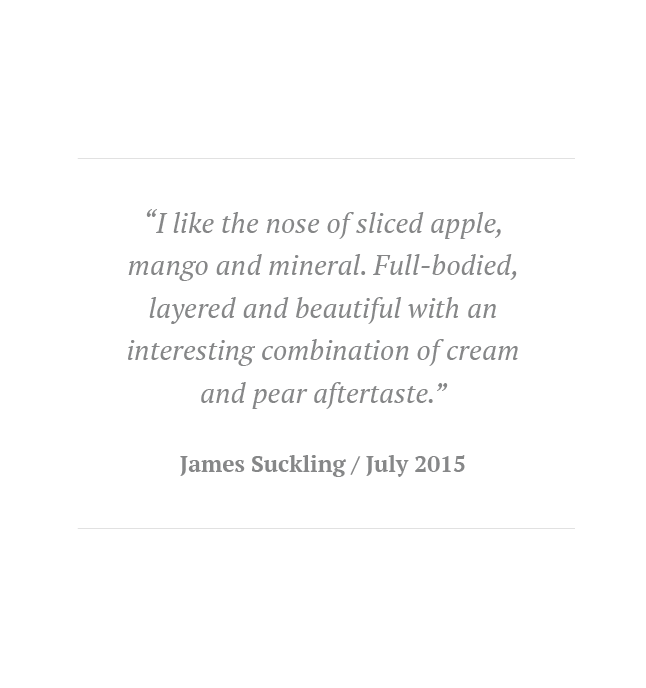 “I like the nose of sliced apple,
mango and mineral. Full-bodied,
layered and beautiful with an
interesting combination of cream
and pear aftertaste.”
James Suckling / July 2015